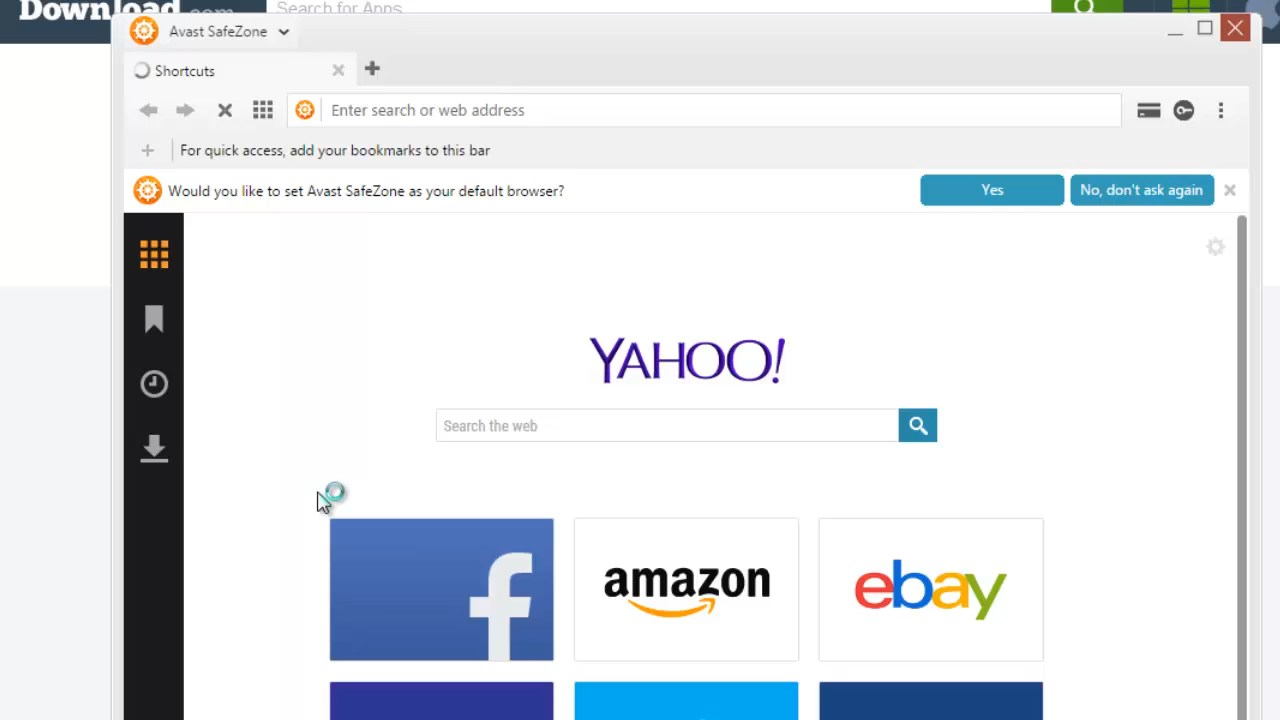 Download.com
Search for Apps
Avast SafeZone
Shortcuts
Enter search or web address
For quick access, add your bookmarks to this bar
Would you like to set Avast SafeZone as your default browser?
Yes
No, don't ask again
YAHOO!
Search the web
f
amazon
ebay